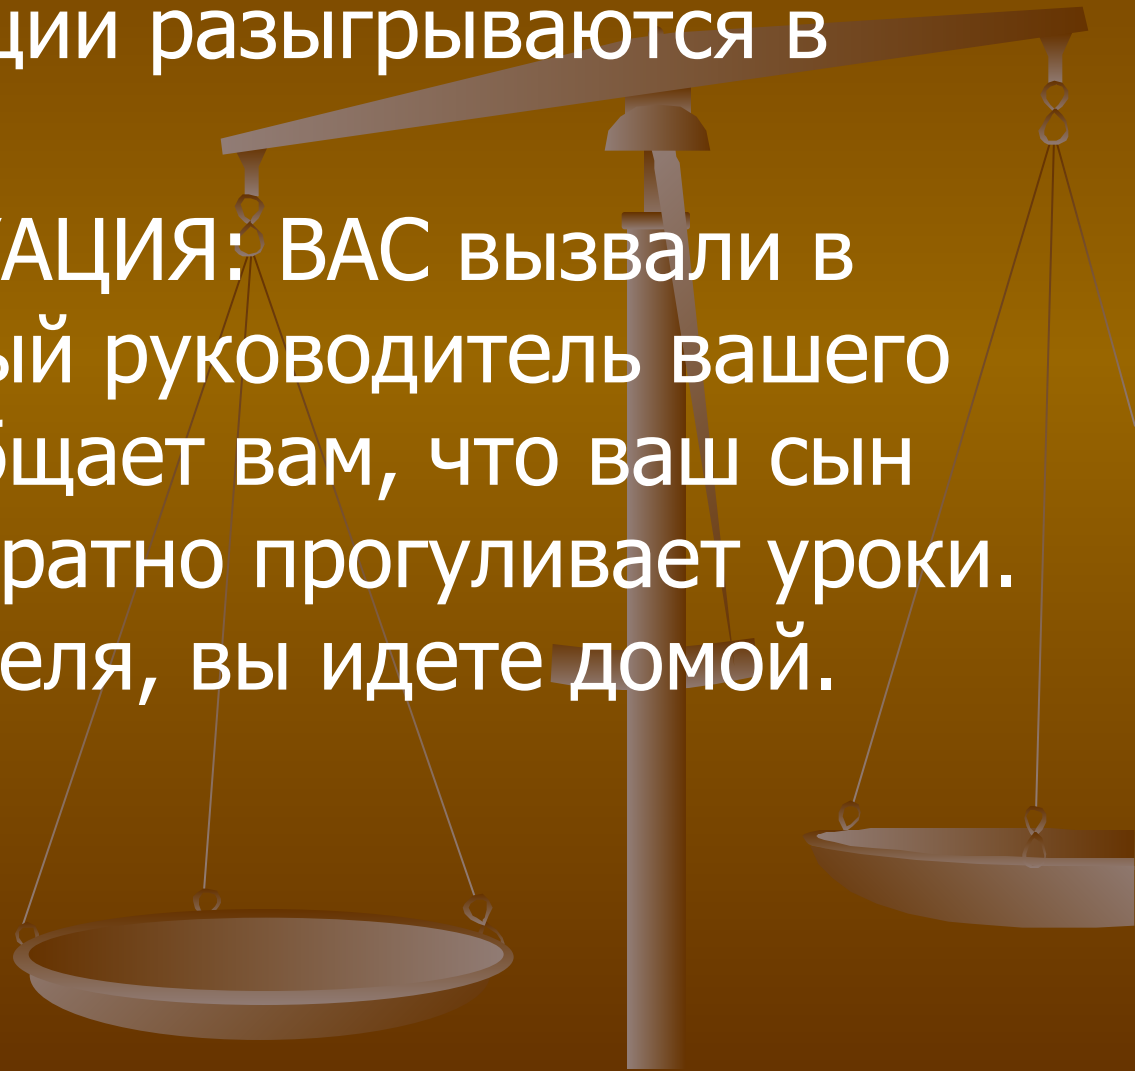 ции разыгрываются в
АЦИЯ: ВАС вызвали в
ый руководитель вашего
бщает вам, что ваш сын
ратно прогуливает уроки.
еля, вы идете домой.